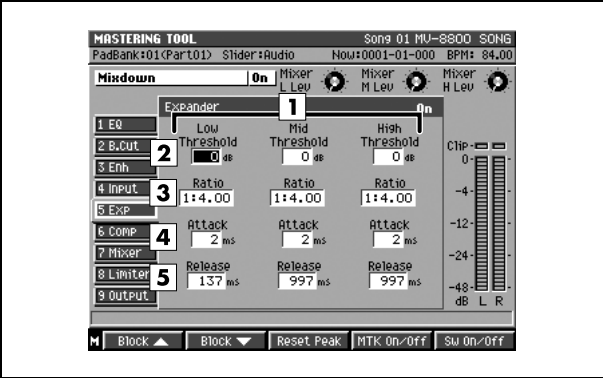 MASTERING TOOL Song 01 MV-8800 SONG
PadBank:01(Part01) Slider:Audio Now:0001-01-000 BPM: 84.00
Mixdown On Mixer L Lev Mixer M Lev Mixer H Lev
Expander On
1
1 EQ
2 B.Cut
3 Enh
4 Input
5 Exp
6 Comp
7 Mixer
8 Limiter
9 Output
Low Mid High
2 Threshold Threshold Threshold
0 dB 0 dB 0 dB
3 Ratio Ratio Ratio
1:4.00 1:4.00 1:4.00
4 Attack Attack Attack
2 ms 2 ms 2 ms
5 Release Release Release
137 ms 997 ms 997 ms
Clip
0
-4
-12
-24
-48
dB L R
M Block ▲ Block ▼ Reset Peak MTK On/Off Sw On/Off